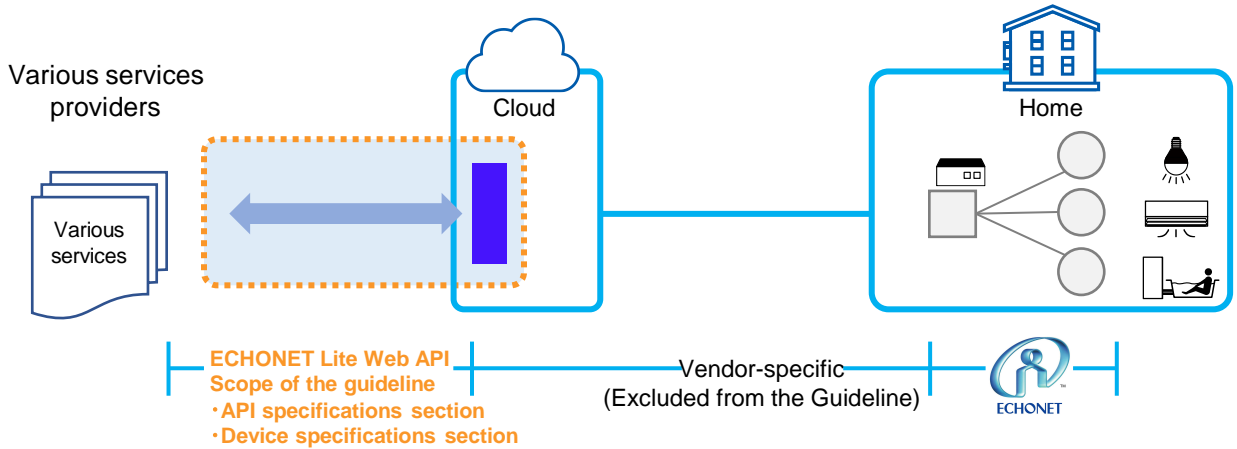 Various services
providers
Various
services
Cloud
Home
ECHONET Lite Web API
Scope of the guideline
・API specifications section
・Device specifications section
Vendor-specific
(Excluded from the Guideline)
™
ECHONET